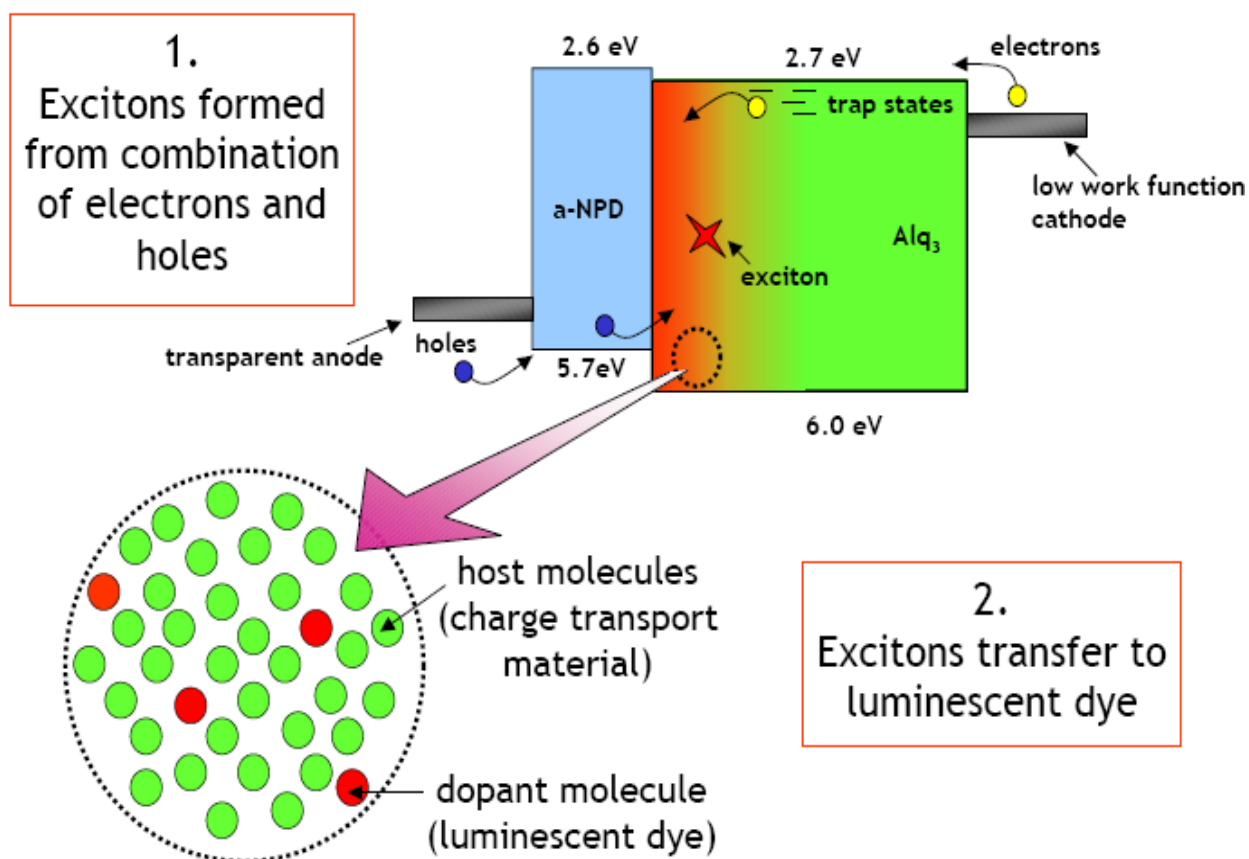 1.
Excitons formed
from combination
of electrons and
holes
2.6 eV
2.7 eV
electrons
trap states
low work function
cathode
a-NPD
Alq₃
exciton
transparent anode
holes
5.7eV
6.0 eV
host molecules
(charge transport
material)
dopant molecule
(luminescent dye)
2.
Excitons transfer to
luminescent dye